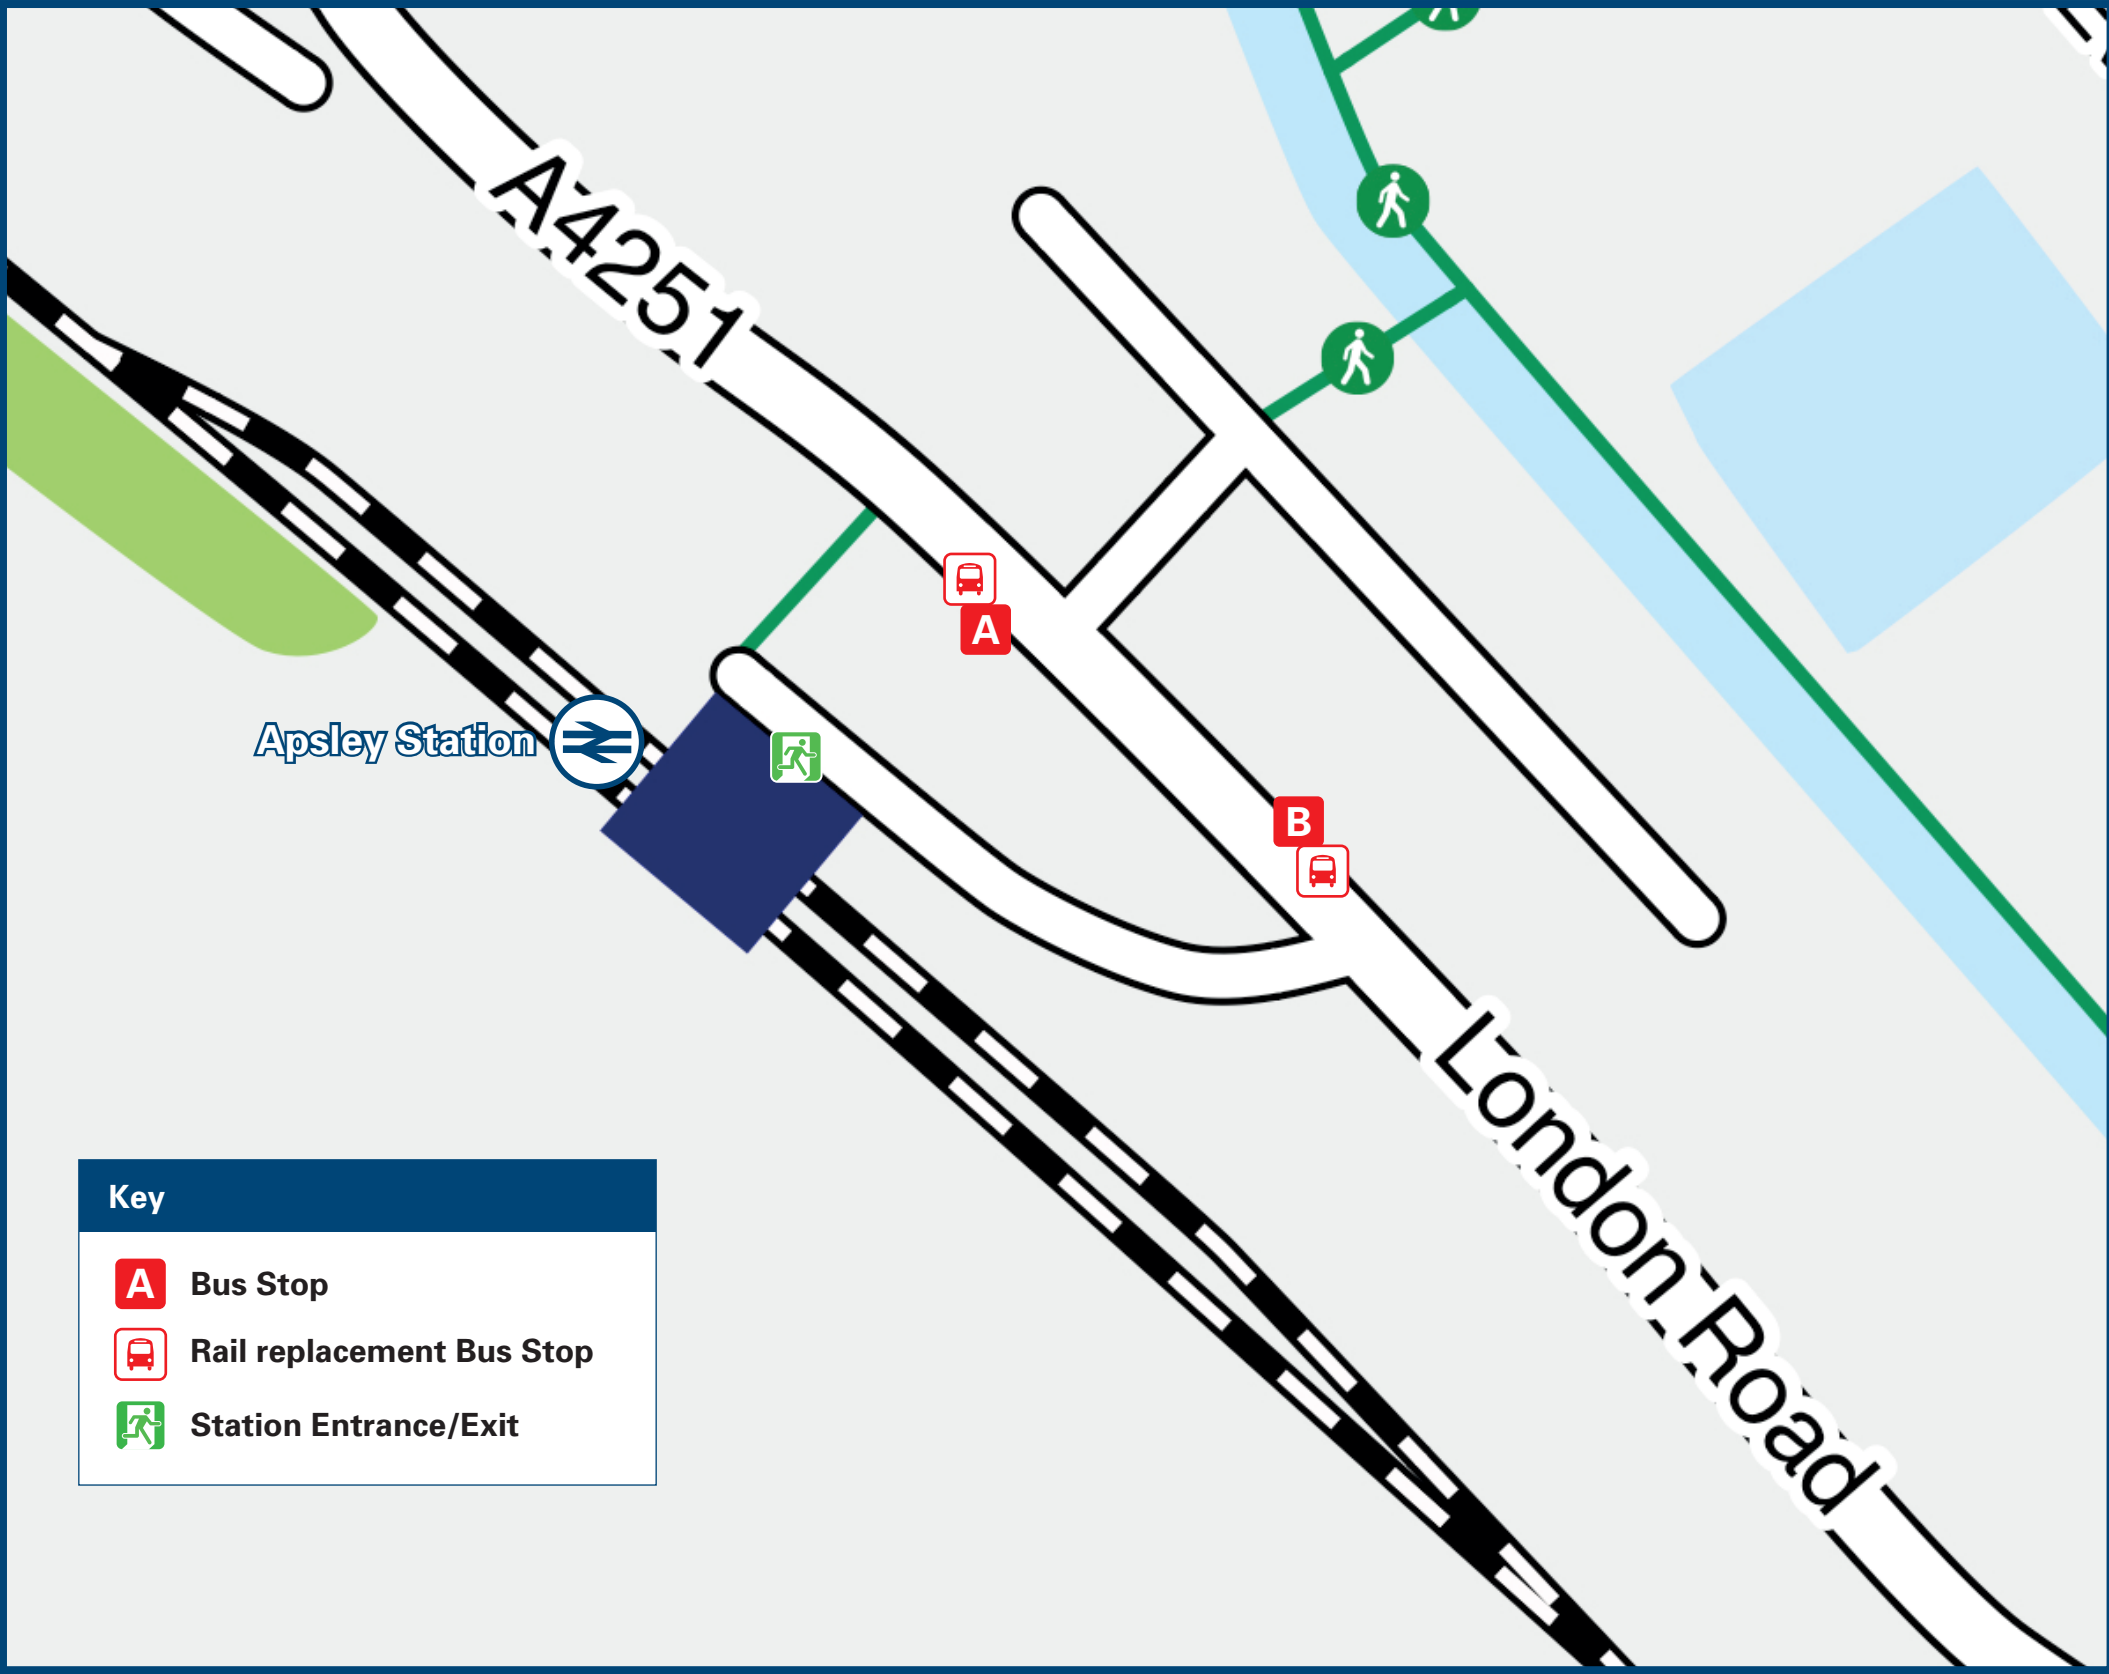 A4251
A
Apsley Station
B
London Road
Key
A Bus Stop
Rail replacement Bus Stop
Station Entrance/Exit